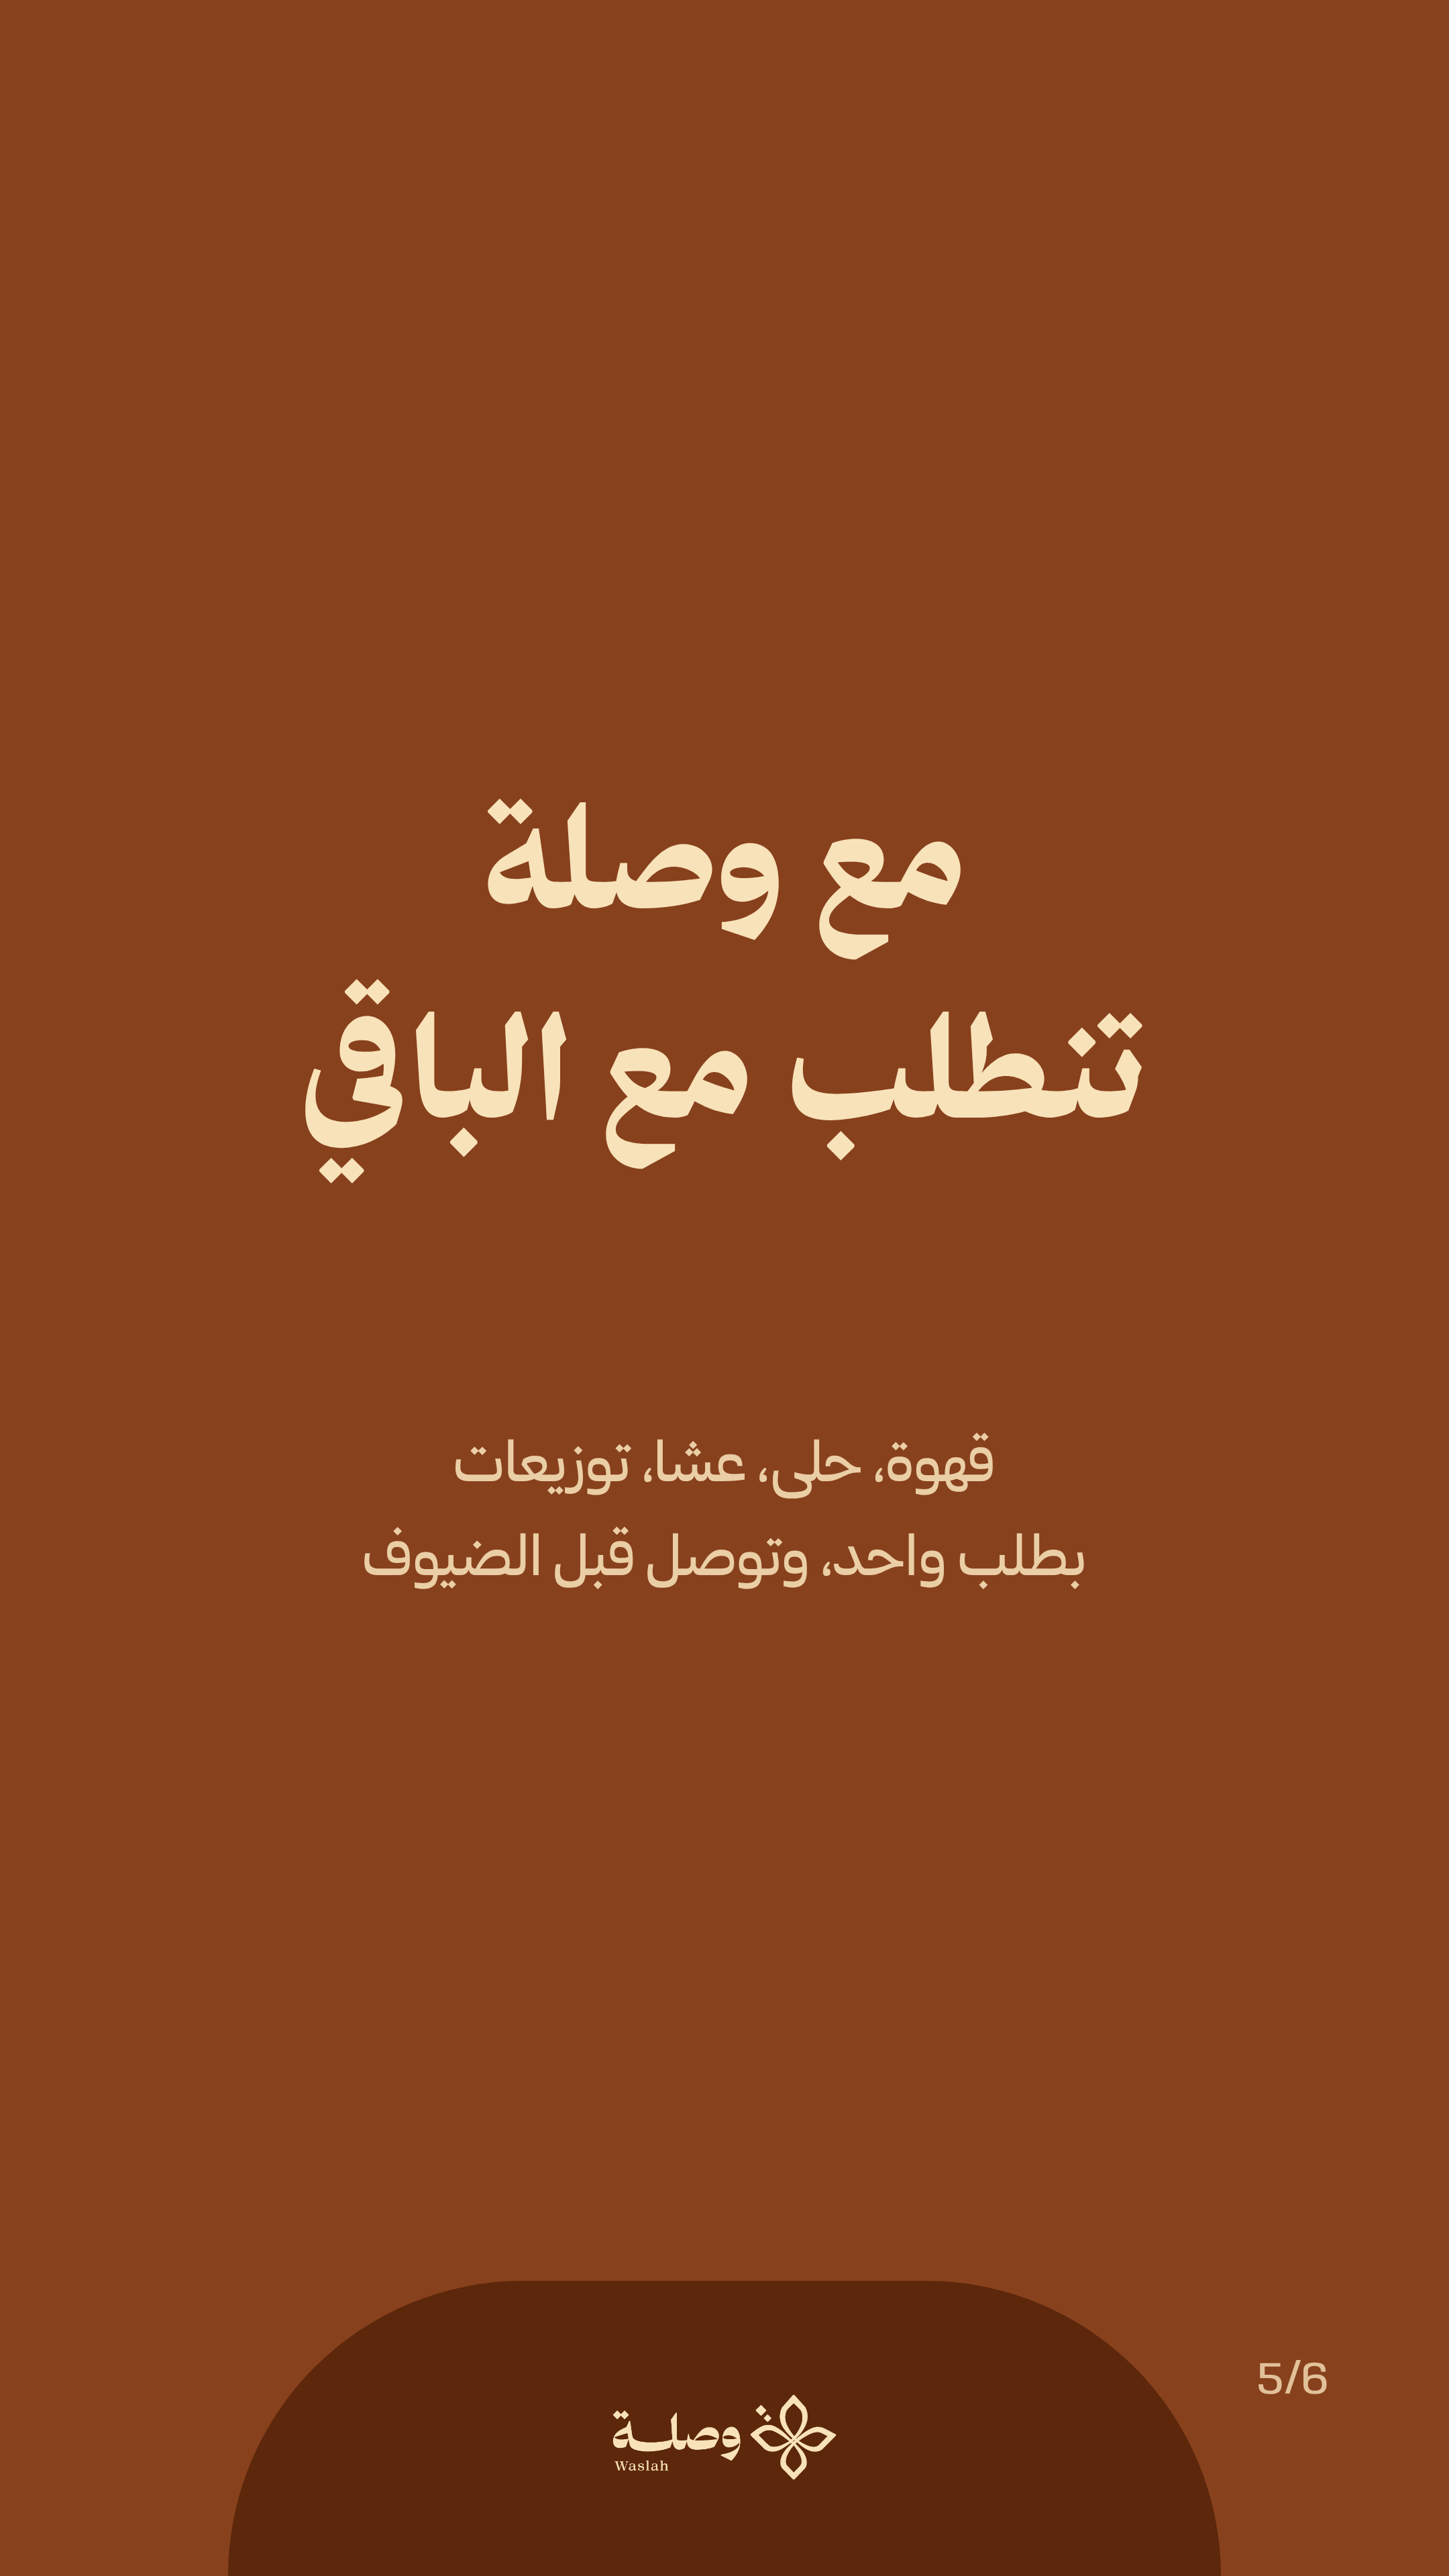 مع وصلة
تنطلب مع الباقي
قهوة، حلى، عشا، توزيعات
بطلب واحد، وتوصل قبل الضيوف
5/6
وصلة
Waslah